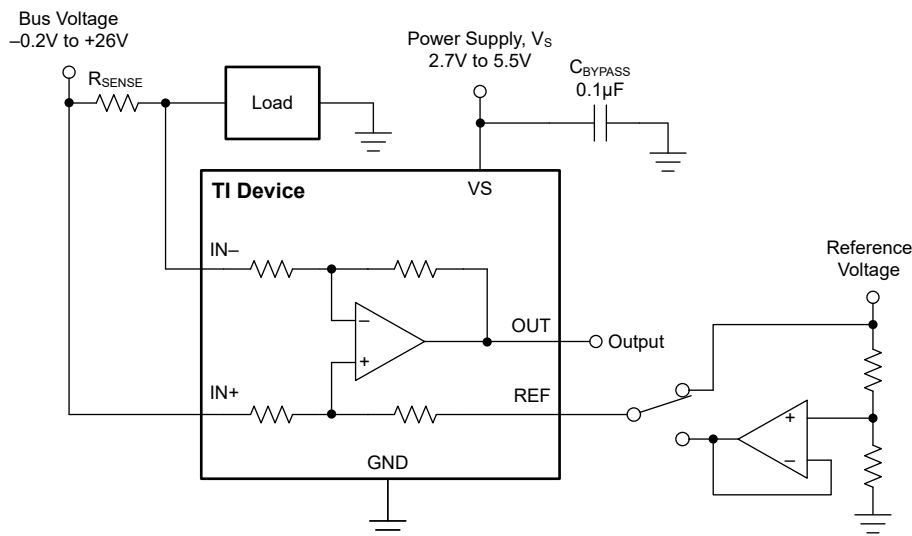 Bus Voltage
–0.2V to +26V
RSENSE
Load
Power Supply, VS
2.7V to 5.5V
CBYPASS
0.1µF
TI Device
VS
IN–
–
+
OUT
Output
IN+
REF
GND
Reference
Voltage
+
–